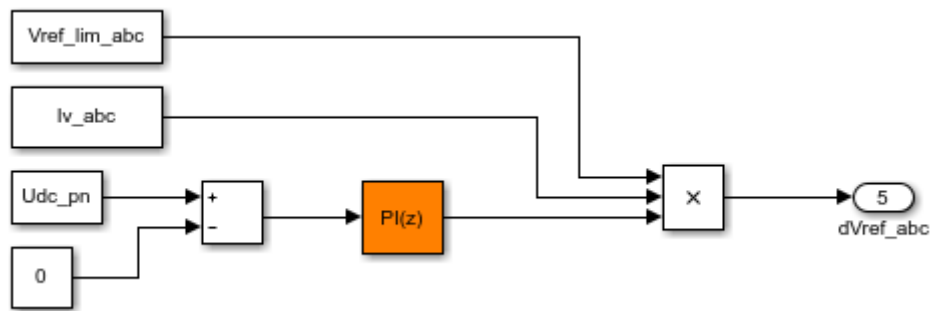 Vref_lim_abc
Iv_abc
Udc_pn
+
−
0
PI(z)
×
5
dVref_abc